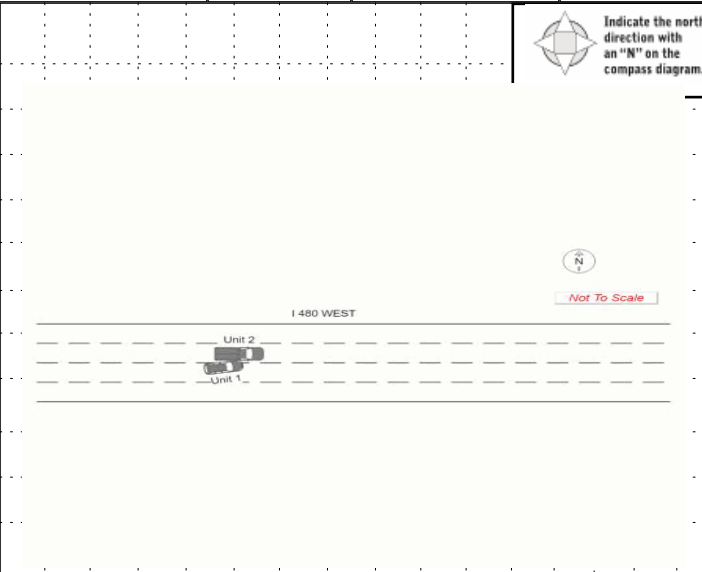 Indicate the north
direction with
an "N" on the
compass diagram.
N
Not To Scale
I 480 WEST
Unit 2
Unit 1